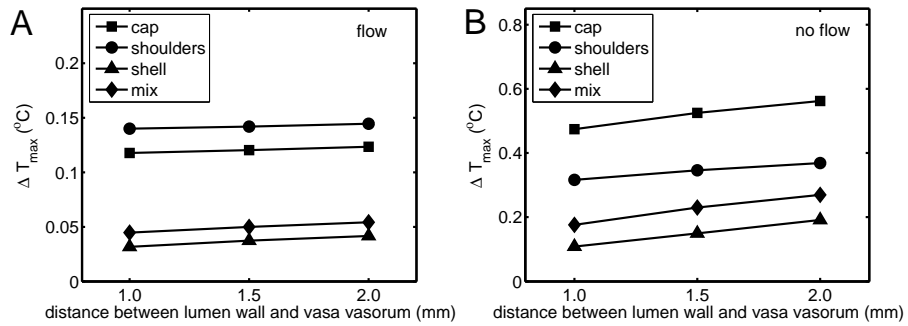 A
cap
shoulders
shell
mix
flow
0.2
0.15
0.1
0.05
0
Δ T_max (°C)
1.0 1.5 2.0
distance between lumen wall and vasa vasorum (mm)
B
cap
shoulders
shell
mix
no flow
0.8
0.6
0.4
0.2
0
Δ T_max (°C)
1.0 1.5 2.0
distance between lumen wall and vasa vasorum (mm)